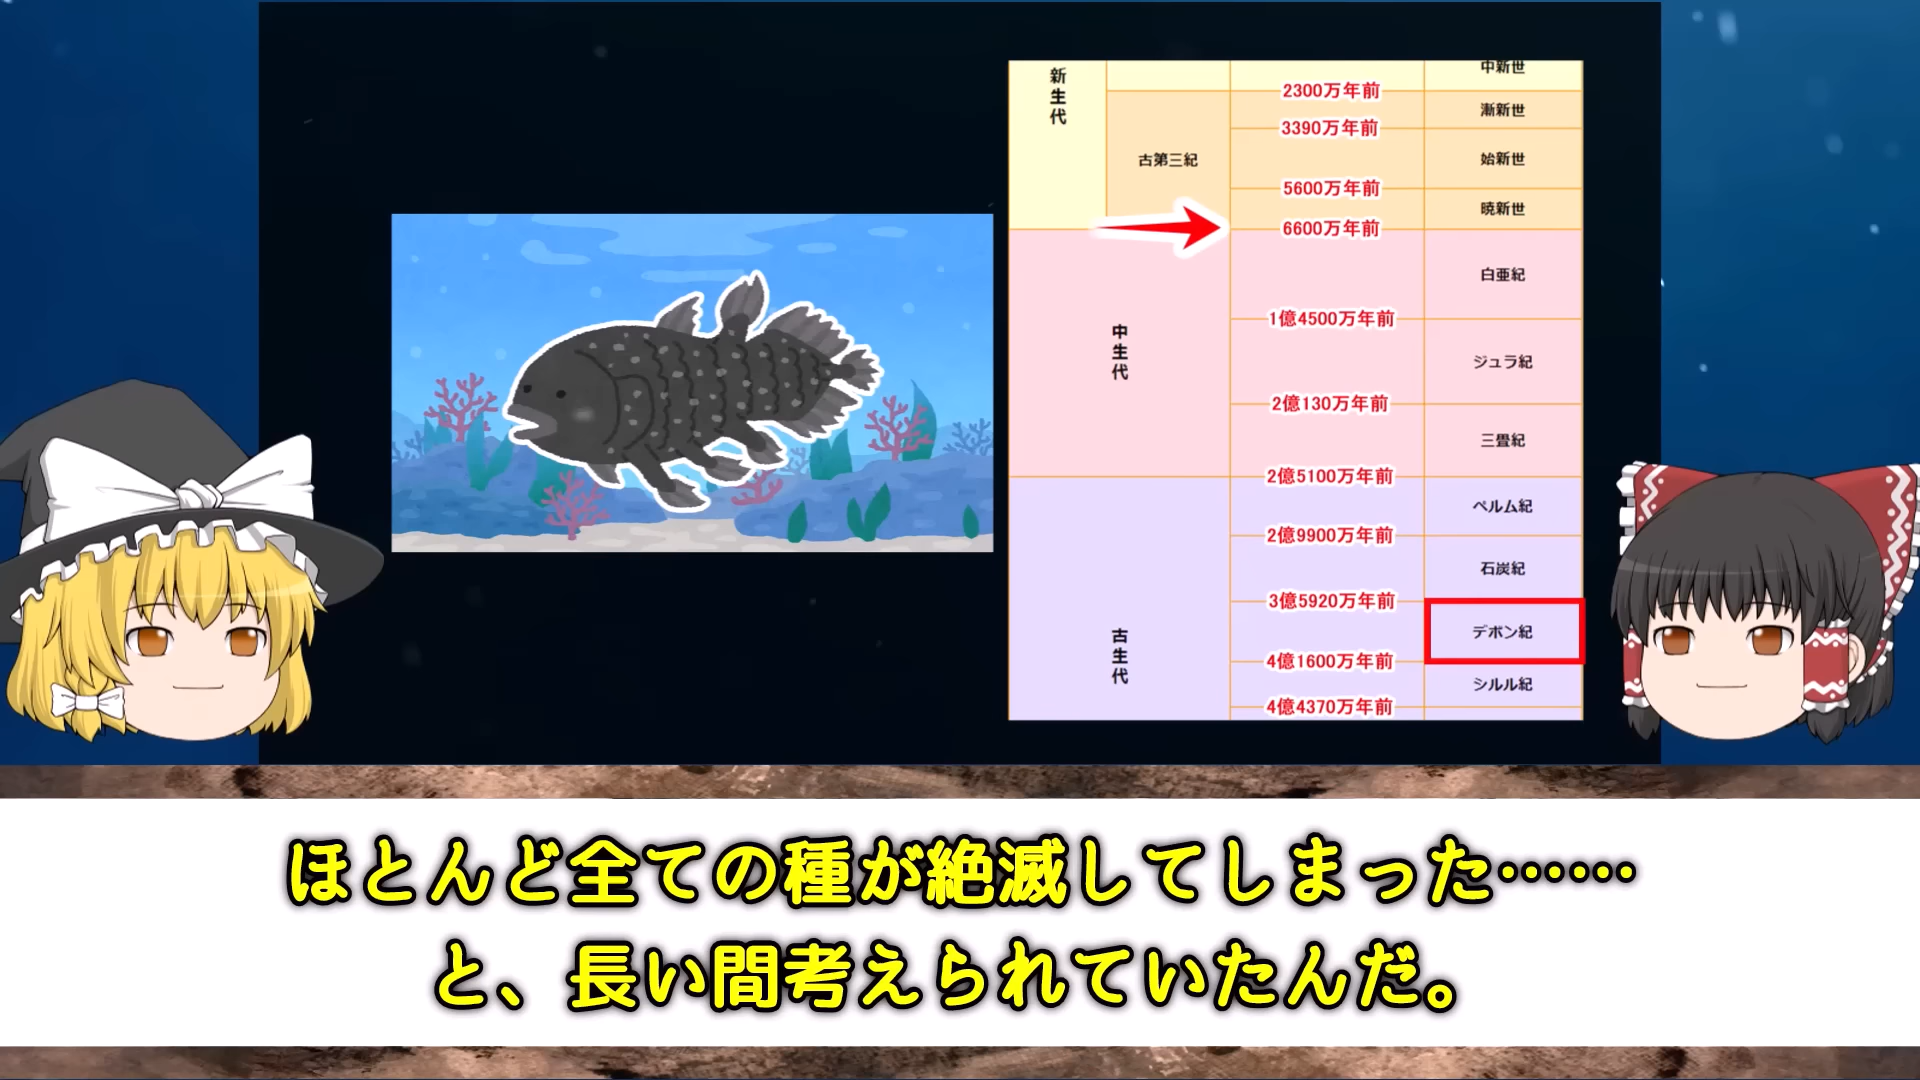 新生代
中新世
2300万年前
漸新世
3390万年前
古第三紀
始新世
5600万年前
暁新世
6600万年前
白亜紀
1億4500万年前
中生代
ジュラ紀
2億130万年前
三畳紀
2億5100万年前
ペルム紀
2億9900万年前
石炭紀
3億5920万年前
古生代
デボン紀
4億1600万年前
シルル紀
4億4370万年前
ほとんど全ての種が絶滅してしまった……
と、長い間考えられていたんだ。